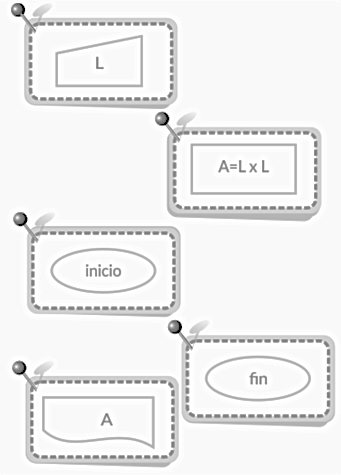 L
A=L x L
inicio
fin
A